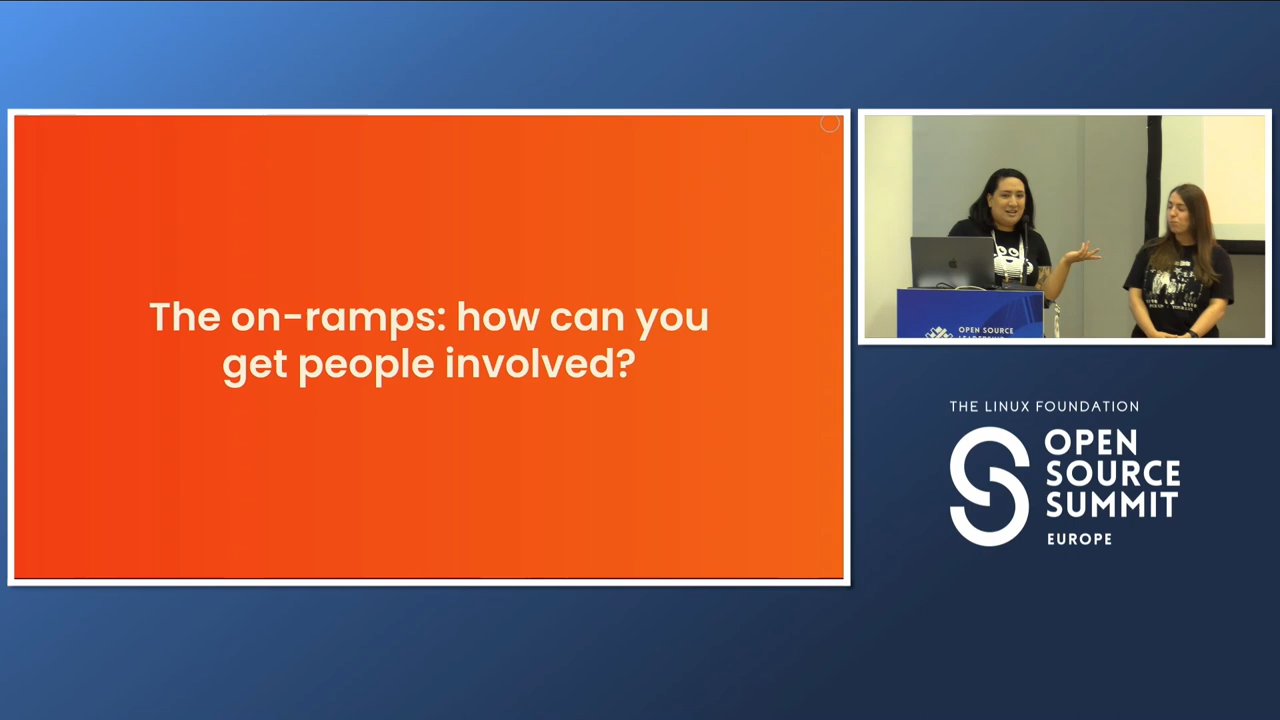 The on-ramps: how can you
get people involved?
OPEN SOURCE
THE LINUX FOUNDATION
OPEN
SOURCE
SUMMIT
EUROPE